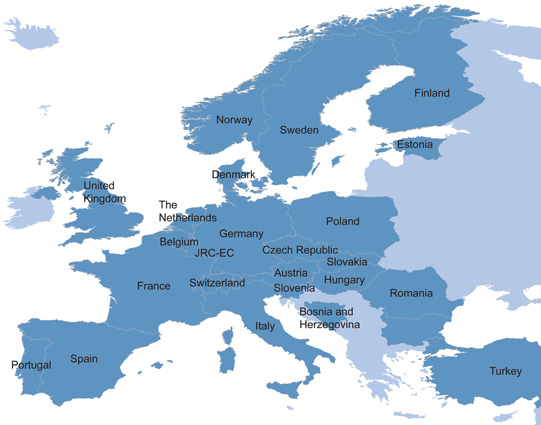 Finland
Norway
Sweden
Estonia
Denmark
United
Kingdom
The
Netherlands
Poland
Germany
Belgium
JRC-EC
Czech Republic
Slovakia
Austria
Hungary
France
Switzerland
Slovenia
Romania
Bosnia and
Herzegovina
Italy
Portugal
Spain
Turkey